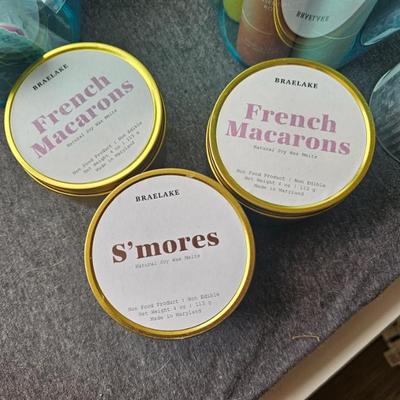 BRAELAKE
French
Macarons
Natural Soy Wax Melts
Non Food Product | Non Edible
Net Weight 4 oz | 113 g
Made in Maryland
BRAELAKE
French
Macarons
Natural Soy Wax Melts
Non Food Product | Non Edible
Net Weight 4 oz | 113 g
Made in Maryland
BRAELAKE
S'mores
Natural Soy Wax Melts
Non Food Product | Non Edible
Net Weight 4 oz | 113 g
Made in Maryland
BRAELAKE